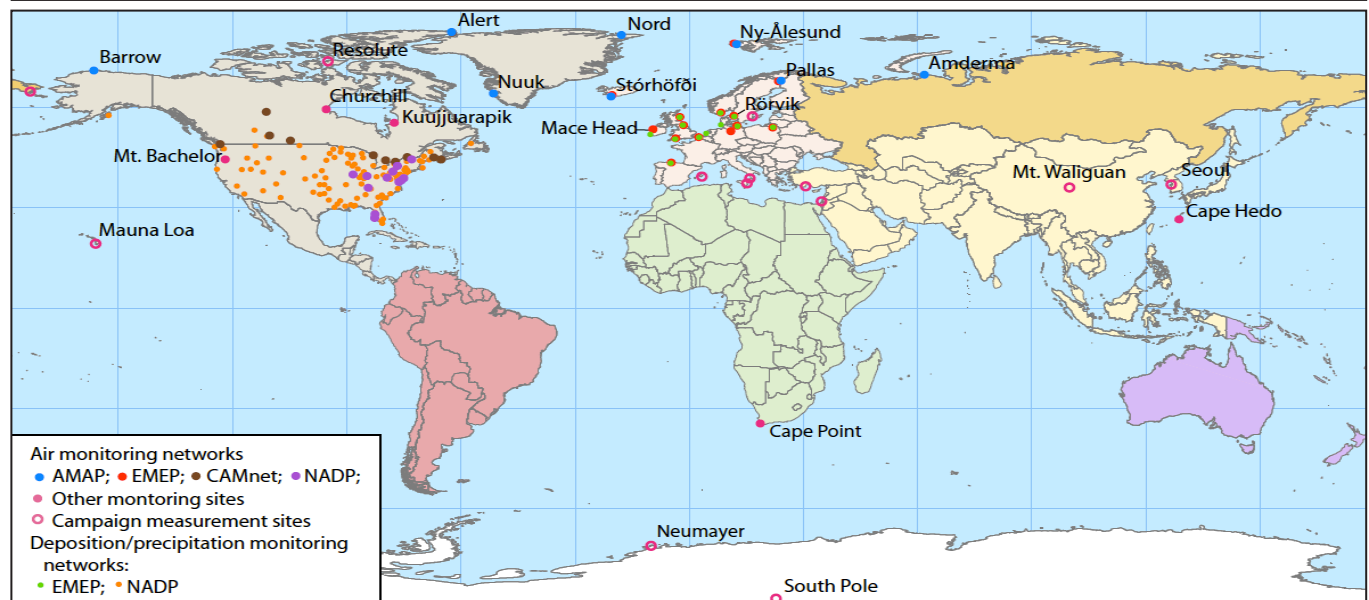 Alert
Nord
Ny-Ålesund
Barrow
Resolute
Amderma
Pallas
Nuuk
Stórhöfði
Churchill
Rörvik
Kuujjuarapik
Mace Head
Mt. Bachelor
Mt. Waliguan
Seoul
Cape Hedo
Mauna Loa
Cape Point
Air monitoring networks
AMAP; EMEP; CAMnet; NADP;
Other montoring sites
Campaign measurement sites
Deposition/precipitation monitoring
networks:
EMEP; NADP
Neumayer
South Pole